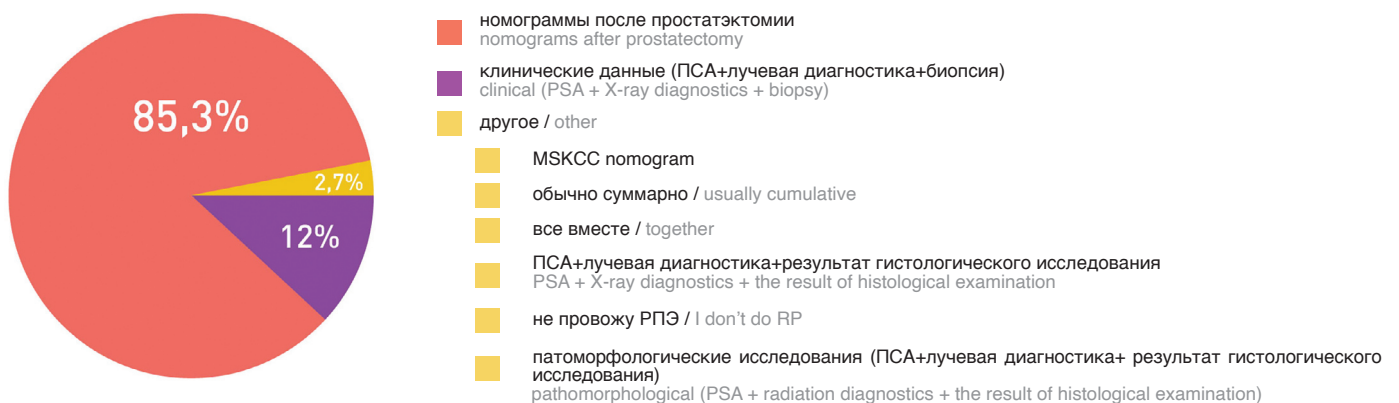 85,3%
2,7%
12%
номограммы после простатэктомии
nomograms after prostatectomy
клинические данные (ПСА+лучевая диагностика+биопсия)
clinical (PSA + X-ray diagnostics + biopsy)
другое / other
MSKCC nomogram
обычно суммарно / usually cumulative
все вместе / together
ПСА+лучевая диагностика+результат гистологического исследования
PSA + X-ray diagnostics + the result of histological examination
не провожу РПЭ / I don't do RP
патоморфологические исследования (ПСА+лучевая диагностика+ результат гистологического
исследования)
pathomorphological (PSA + radiation diagnostics + the result of histological examination)